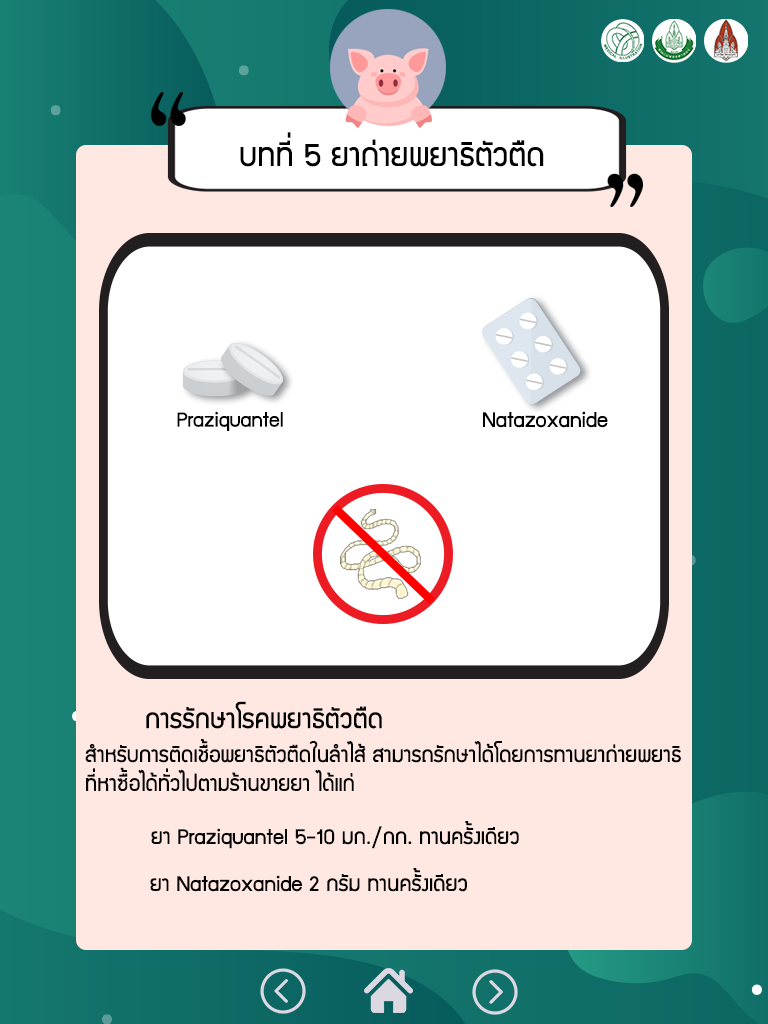 บทที่ 5 ยาถ่ายพยาธิตัวตืด
Praziquantel
Natazoxanide
การรักษาโรคพยาธิตัวตืด
สำหรับการติดเชื้อพยาธิตัวตืดในลำไส้ สามารถรักษาได้โดยการทานยาถ่ายพยาธิ
ที่หาซื้อได้ทั่วไปตามร้านขายยา ได้แก่
ยา Praziquantel 5-10 มก./กก. ทานครั้งเดียว
ยา Natazoxanide 2 กรัม ทานครั้งเดียว